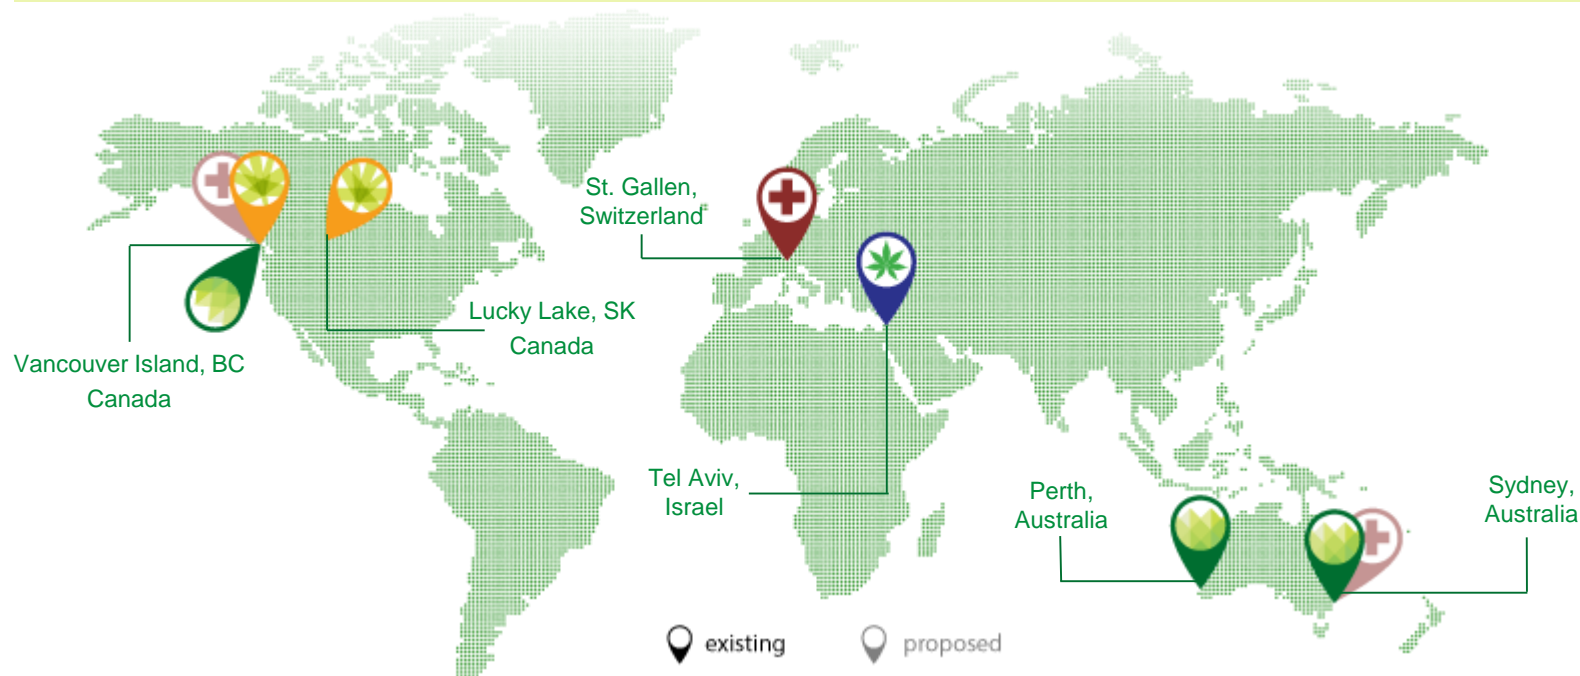 St. Gallen,
Switzerland
Lucky Lake, SK
Canada
Vancouver Island, BC
Canada
Tel Aviv,
Israel
Perth,
Australia
Sydney,
Australia
existing
proposed